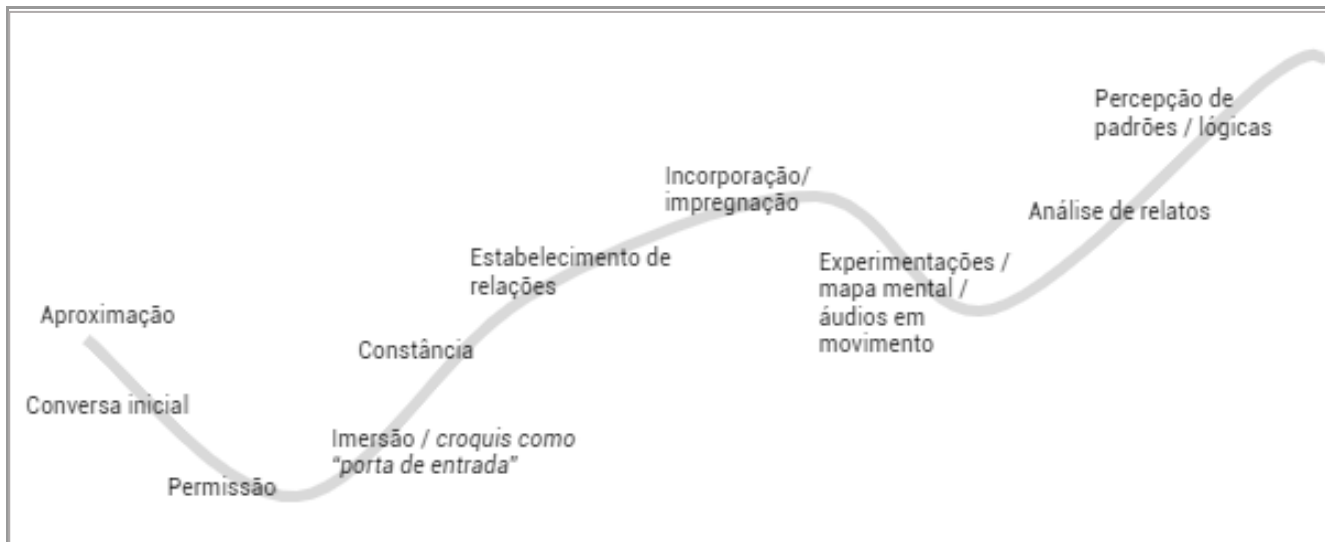 Aproximação
Conversa inicial
Permissão
Imersão / croquis como
“porta de entrada”
Constância
Estabelecimento de
relações
Incorporação/
impregnação
Experimentações /
mapa mental /
áudios em
movimento
Análise de relatos
Percepção de
padrões / lógicas